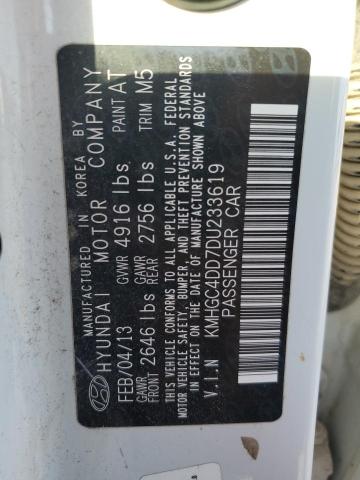 MANUFACTURED IN KOREA BY
HYUNDAI MOTOR COMPANY
FEB/04/13 GVWR 4916 lbs PAINT AT
GAWR FRONT 2646 lbs GAWR REAR 2756 lbs TRIM M5
THIS VEHICLE CONFORMS TO ALL APPLICABLE U.S.A. FEDERAL
MOTOR VEHICLE SAFETY, BUMPER, AND THEFT PREVENTION STANDARDS
IN EFFECT ON THE DATE OF MANUFACTURE SHOWN ABOVE
V.I.N KMHGC4DD7DU233619
PASSENGER CAR